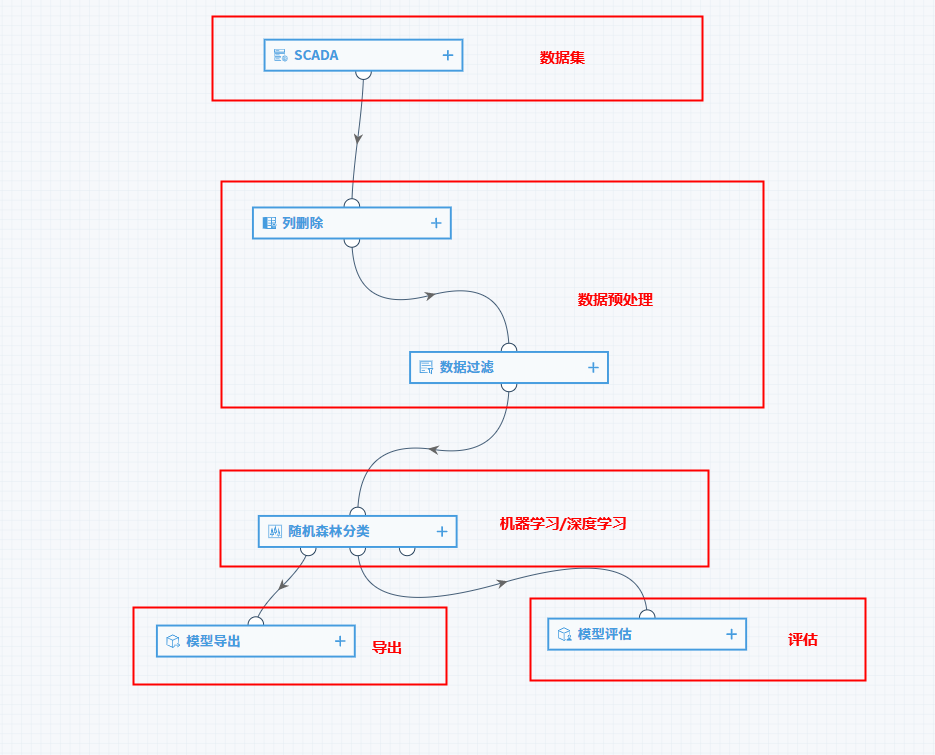 SCADA
数据集
列删除
数据预处理
数据过滤
机器学习/深度学习
随机森林分类
模型评估
评估
模型导出
导出